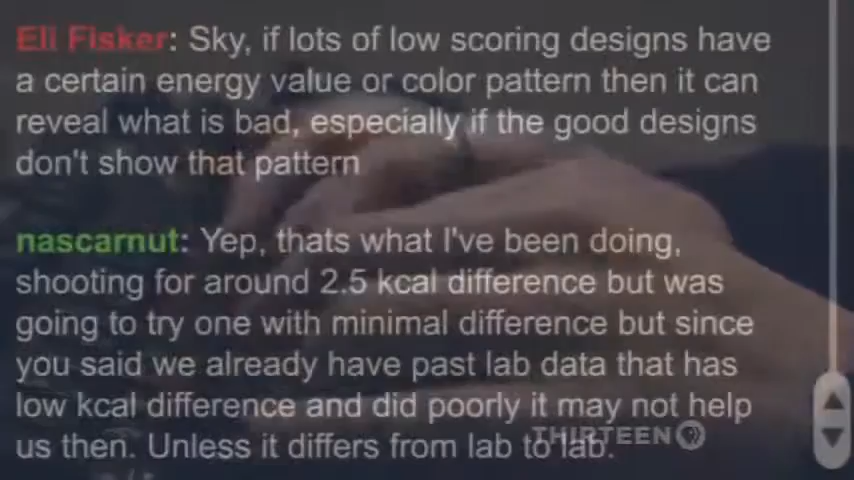 Eli Fisker: Sky, if lots of low scoring designs have
a certain energy value or color pattern then it can
reveal what is bad, especially if the good designs
don't show that pattern
nascarnut: Yep, thats what I've been doing,
shooting for around 2.5 kcal difference but was
going to try one with minimal difference but since
you said we already have past lab data that has
low kcal difference and did poorly it may not help
us then. Unless it differs from lab to lab.
THIRTEEN